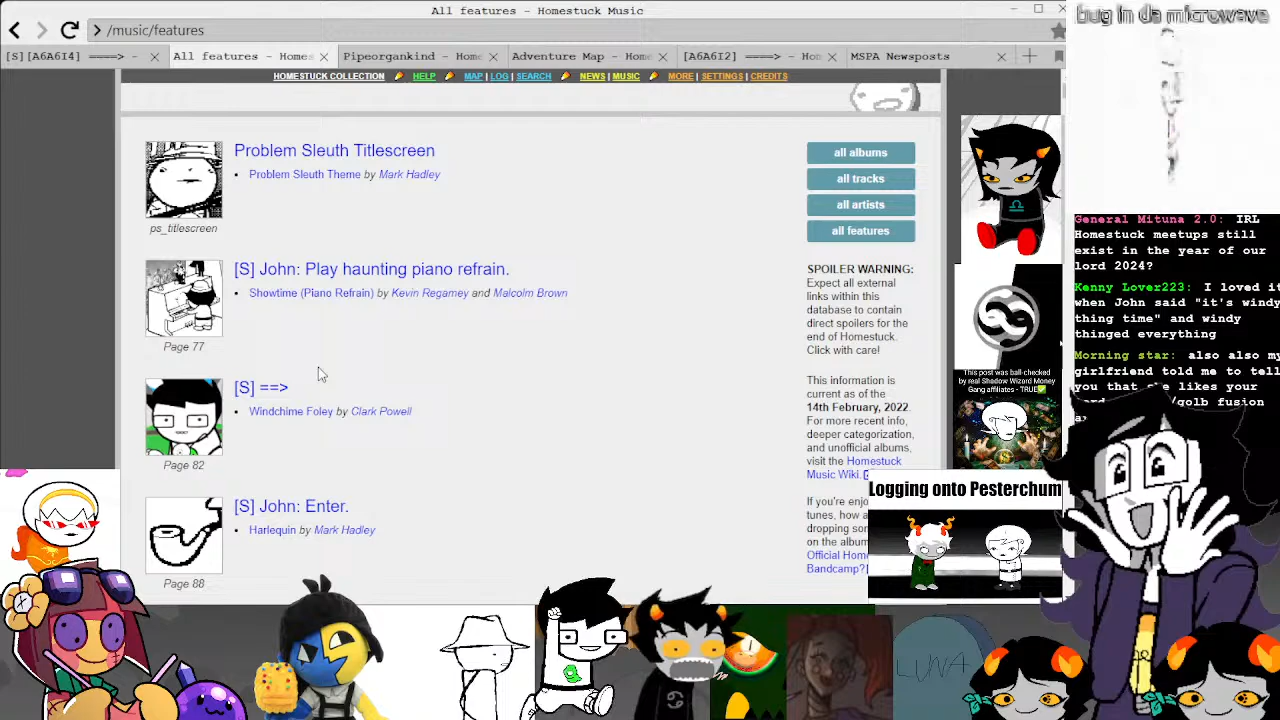 All features - Homestuck Music
/music/features
[S][A6A6I4] ====> -
All features - Homes
Pipeorgankind - Homes
Adventure Map - Home
[A6A6I2] ====> - Hom
MSPA Newsposts
HOMESTUCK COLLECTION HELP MAP | LOG | SEARCH NEWS | MUSIC MORE | SETTINGS | CREDITS
Problem Sleuth Titlescreen
Problem Sleuth Theme by Mark Hadley
ps_titlescreen
[S] John: Play haunting piano refrain.
Showtime (Piano Refrain) by Kevin Regamey and Malcolm Brown
Page 77
[S] ==>
Windchime Foley by Clark Powell
Page 82
[S] John: Enter.
Harlequin by Mark Hadley
Page 88
all albums
all tracks
all artists
all features
SPOILER WARNING:
Expect all external
links within this
database to contain
direct spoilers for the
end of Homestuck.
Click with care!
This information is
current as of the
14th February, 2022.
For more recent info,
deeper categorization,
and unofficial albums,
visit the Homestuck
Music Wiki.
If you're enjo
tunes, how a
dropping son
on the album
Official Hom
Bandcamp?
This post was ball-checked
by real Shadow Wizard Money
Gang affiliates - TRUE✅
Logging onto Pesterchum
bug in da microwave
General Mituna 2.0: IRL
Homestuck meetups still
exist in the year of our
lord 2024?
Kenny Lover223: I loved it
when John said "it's windy
thing time" and windy
thinged everything
Morning star: also also my
girlfriend told me to tell
you that she likes your
/golb fusion
LUNA